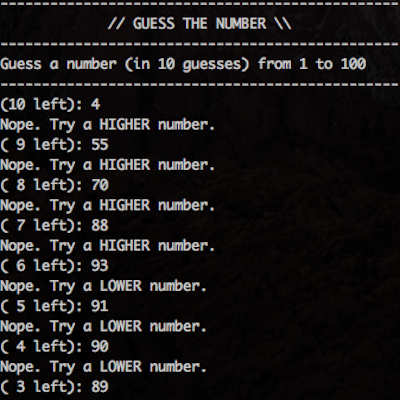 ------------------------------------------------
// GUESS THE NUMBER \\
------------------------------------------------
Guess a number (in 10 guesses) from 1 to 100
------------------------------------------------
(10 left): 4
Nope. Try a HIGHER number.
( 9 left): 55
Nope. Try a HIGHER number.
( 8 left): 70
Nope. Try a HIGHER number.
( 7 left): 88
Nope. Try a HIGHER number.
( 6 left): 93
Nope. Try a LOWER number.
( 5 left): 91
Nope. Try a LOWER number.
( 4 left): 90
Nope. Try a LOWER number.
( 3 left): 89